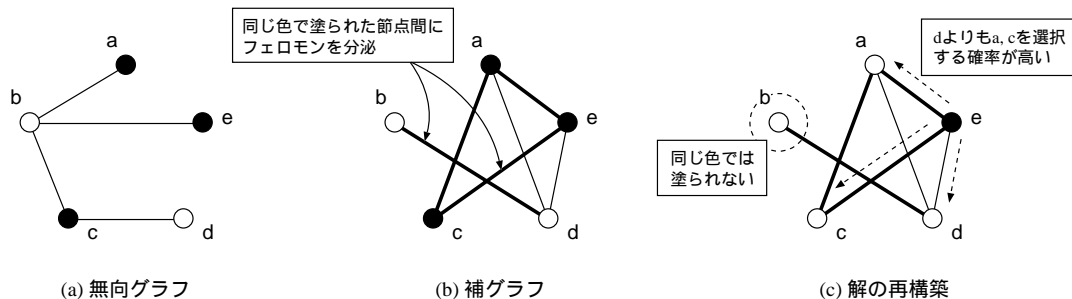 a
b
e
c
d
(a) 無向グラフ
同じ色で塗られた節点間に
フェロモンを分泌
a
b
e
c
d
(b) 補グラフ
dよりもa, cを選択
する確率が高い
a
b
e
同じ色では
塗られない
c
d
(c) 解の再構築